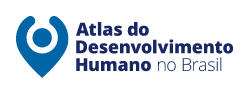 Atlas do
Desenvolvimento
Humano no Brasil